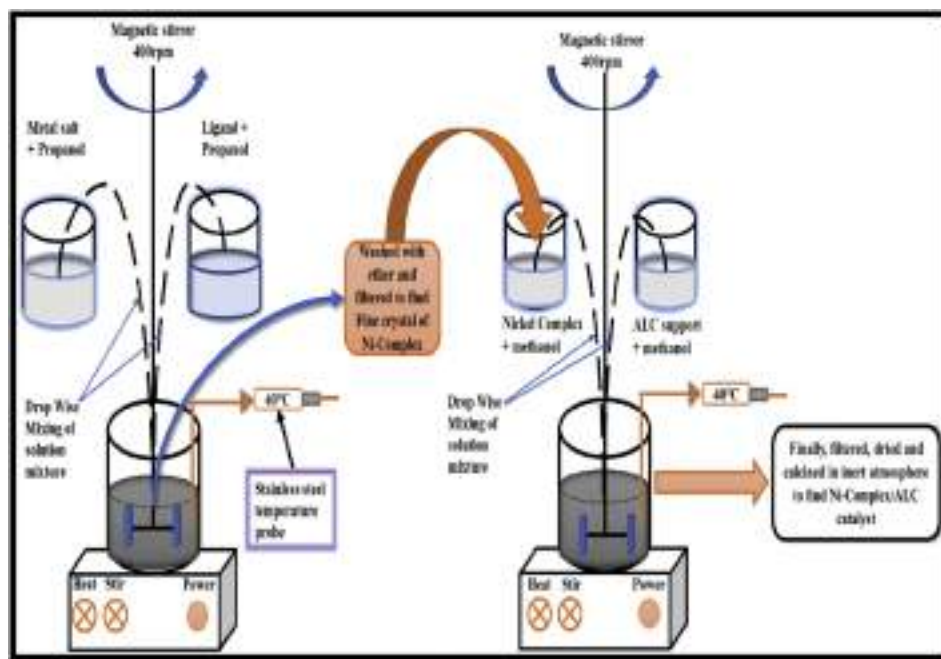 Magnetic stirrer
400rpm
Metal salt
+ Propanol
Ligand +
Propanol
Drop Wise
Mixing of
solution
mixture
40°C
Stainless steel
temperature
probe
Heat Stir Power
Washed with
ether and
filtered to find
Fine crystal of
Ni-Complex
Magnetic stirrer
400rpm
Nickel Complex
+ methanol
ALC support
+ methanol
Drop Wise
Mixing of
solution
mixture
40°C
Finally, filtered, dried and
calcined in inert atmosphere
to find Ni-Complex/ALC
catalyst
Heat Stir Power